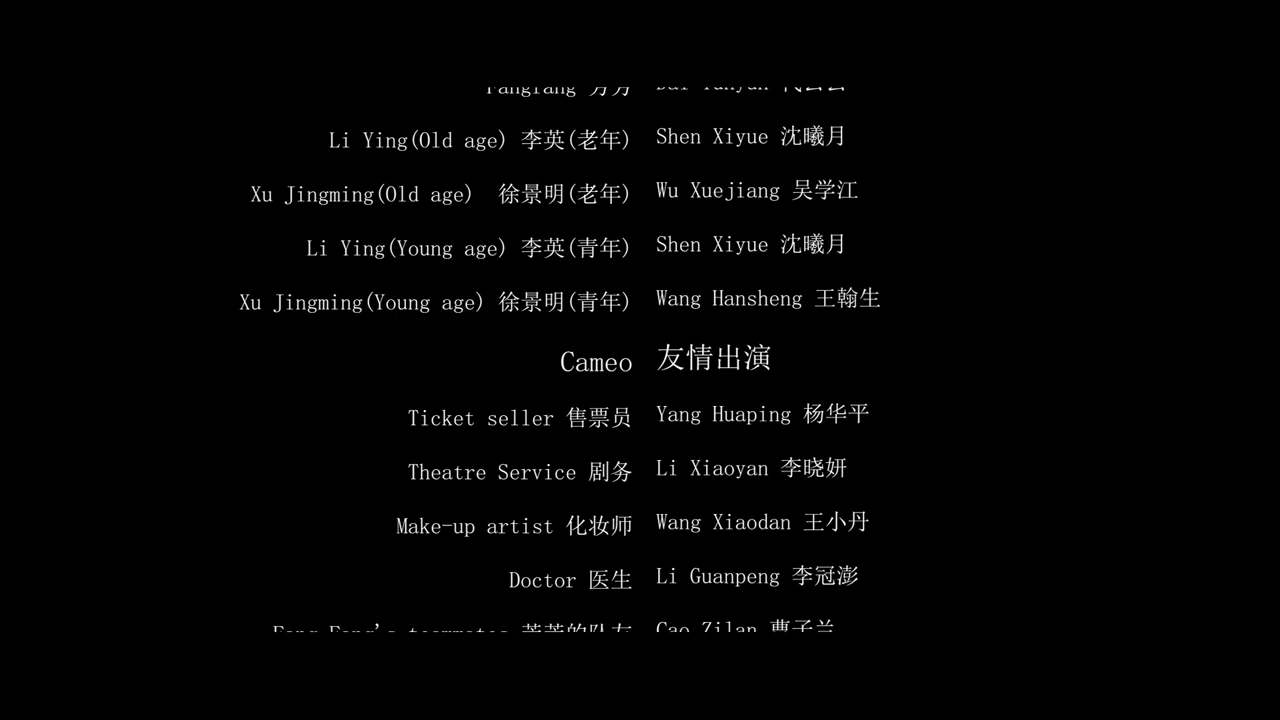 Li Ying(Old age) 李英(老年) Shen Xiyue 沈曦月
Xu Jingming(Old age) 徐景明(老年) Wu Xuejiang 吴学江
Li Ying(Young age) 李英(青年) Shen Xiyue 沈曦月
Xu Jingming(Young age) 徐景明(青年) Wang Hansheng 王翰生
Cameo 友情出演
Ticket seller 售票员 Yang Huaping 杨华平
Theatre Service 剧务 Li Xiaoyan 李晓妍
Make-up artist 化妆师 Wang Xiaodan 王小丹
Doctor 医生 Li Guanpeng 李冠澎
Cao Zilan 曹子兰